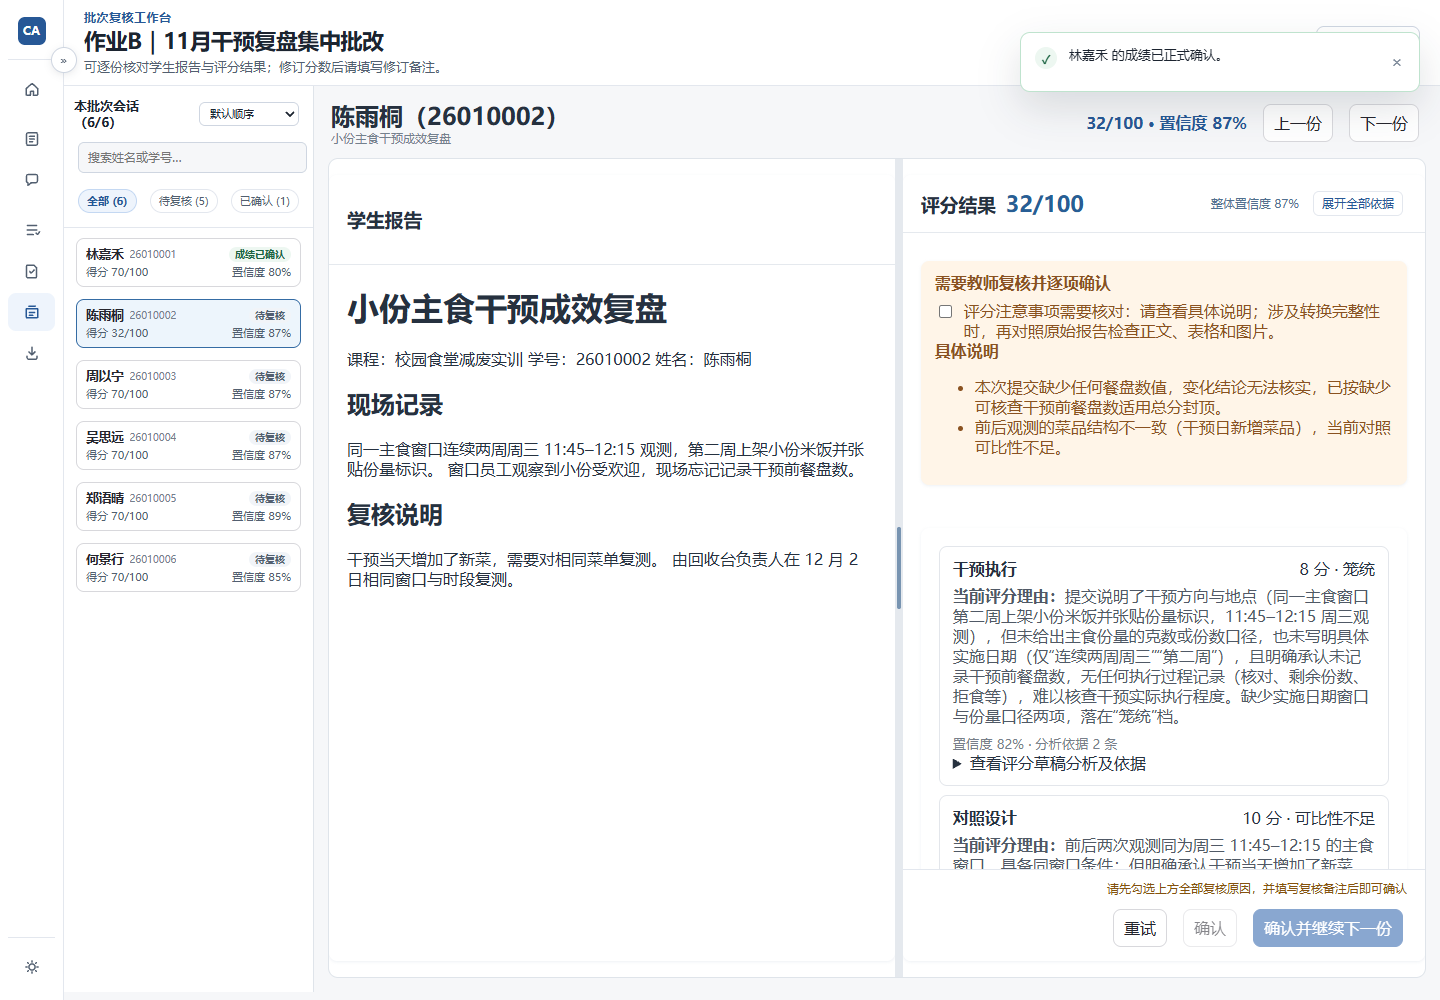 CA
»
批次复核工作台
作业B｜11月干预复盘集中批改
可逐份核对学生报告与评分结果；修订分数后请填写修订备注。
✓ 林嘉禾 的成绩已正式确认。 ×
本批次会话
（6/6）
默认顺序
搜索姓名或学号...
全部 (6) 待复核 (5) 已确认 (1)
林嘉禾 26010001 成绩已确认
得分 70/100 置信度 80%
陈雨桐 26010002 待复核
得分 32/100 置信度 87%
周以宁 26010003 待复核
得分 70/100 置信度 87%
吴思远 26010004 待复核
得分 70/100 置信度 87%
郑语晴 26010005 待复核
得分 70/100 置信度 89%
何景行 26010006 待复核
得分 70/100 置信度 85%
陈雨桐（26010002）
小份主食干预成效复盘
32/100 • 置信度 87% 上一份 下一份
学生报告
小份主食干预成效复盘
课程：校园食堂减废实训 学号：26010002 姓名：陈雨桐
现场记录
同一主食窗口连续两周周三 11:45–12:15 观测，第二周上架小份米饭并张
贴份量标识。 窗口员工观察到小份受欢迎，现场忘记记录干预前餐盘数。
复核说明
干预当天增加了新菜，需要对相同菜单复测。 由回收台负责人在 12 月 2
日相同窗口与时段复测。
评分结果 32/100 整体置信度 87% 展开全部依据
需要教师复核并逐项确认
评分注意事项需要核对：请查看具体说明；涉及转换完整性
时，再对照原始报告检查正文、表格和图片。
具体说明
• 本次提交缺少任何餐盘数值，变化结论无法核实，已按缺少
可核查干预前餐盘数适用总分封顶。
• 前后观测的菜品结构不一致（干预日新增菜品），当前对照
可比性不足。
干预执行 8 分 · 笼统
当前评分理由：提交说明了干预方向与地点（同一主食窗口
第二周上架小份米饭并张贴份量标识，11:45–12:15 周三观
测），但未给出主食份量的克数或份数口径，也未写明具体
实施日期（仅“连续两周周三”“第二周”），且明确承认未记
录干预前餐盘数，无任何执行过程记录（核对、剩余份数、
拒食等），难以核查干预实际执行程度。缺少实施日期窗口
与份量口径两项，落在“笼统”档。
置信度 82% · 分析依据 2 条
▶ 查看评分草稿分析及依据
对照设计 10 分 · 可比性不足
当前评分理由：前后两次观测同为周三 11:45–12:15 的主食
窗口，具备同窗口条件；但明确承认干预当天增加了新菜，
请先勾选上方全部复核原因，并填写复核备注后即可确认
重试 确认 确认并继续下一份